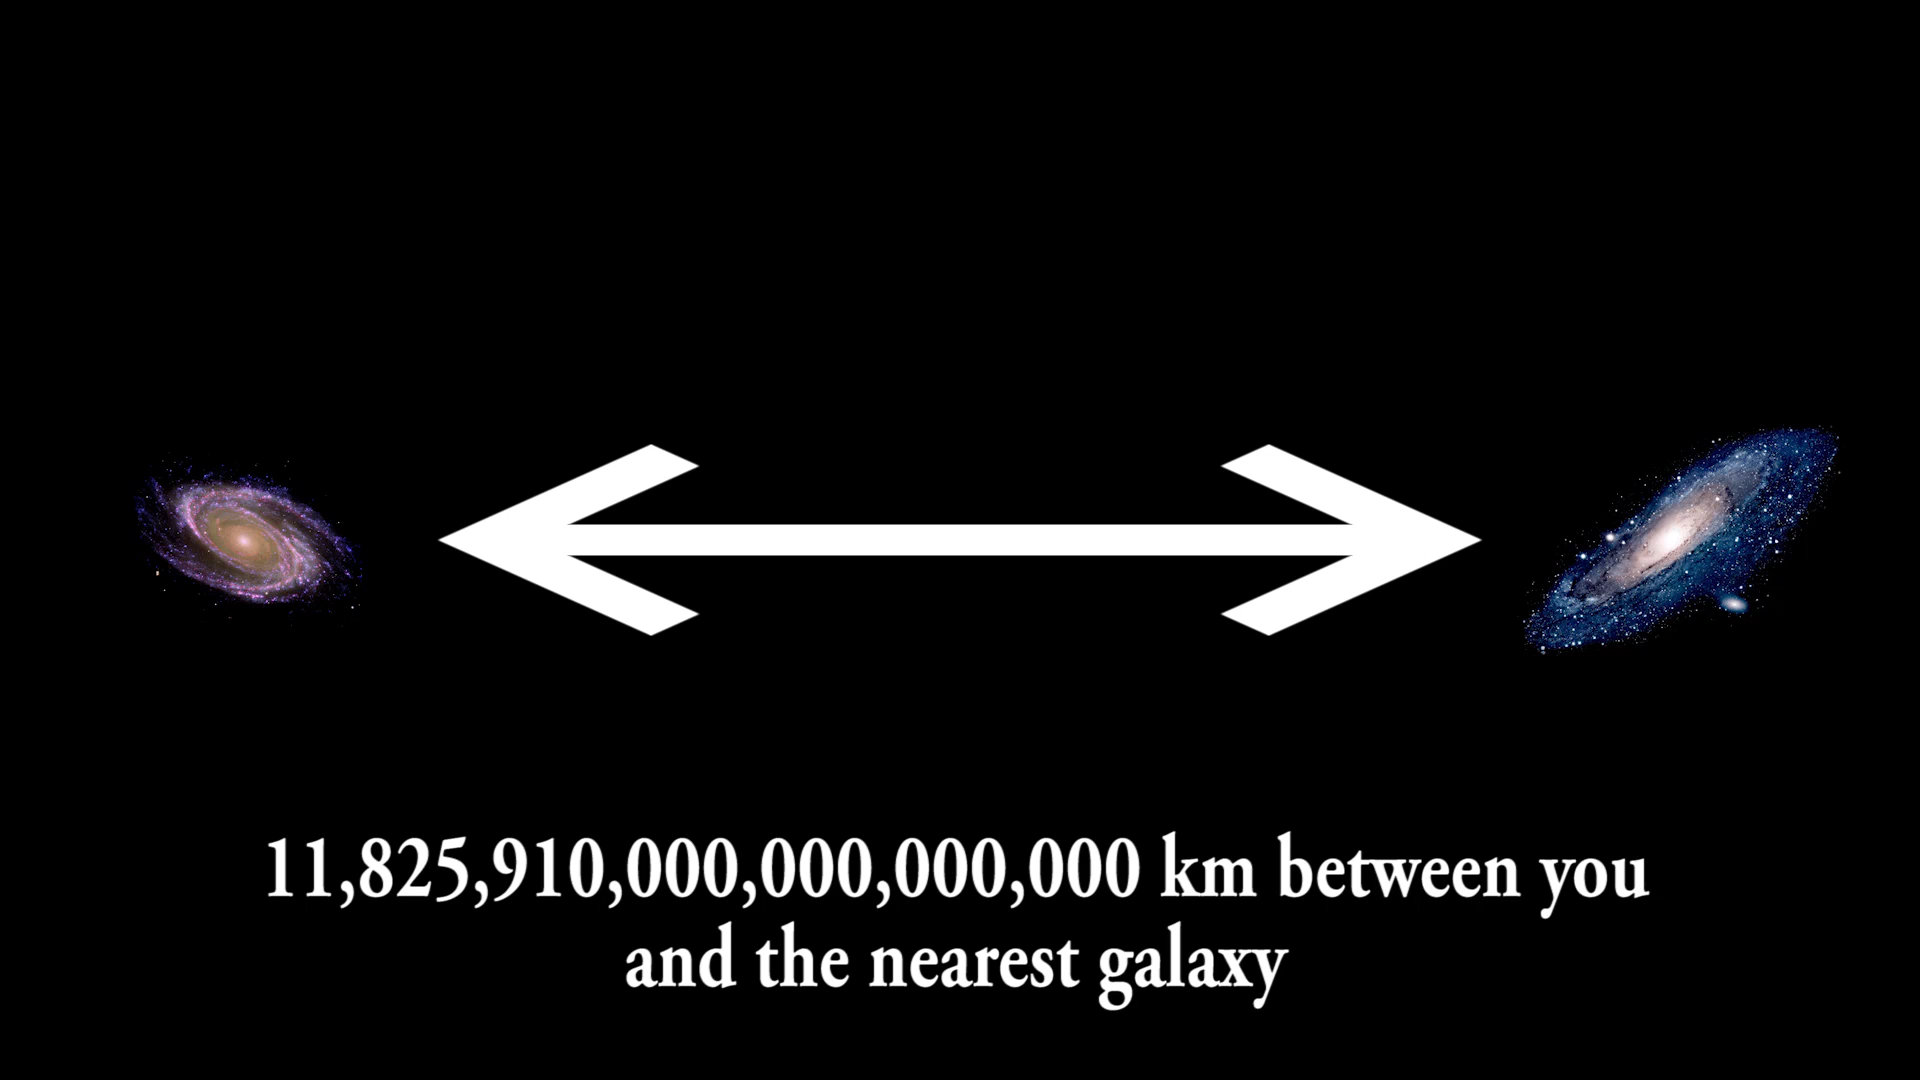 11,825,910,000,000,000,000 km between you
and the nearest galaxy